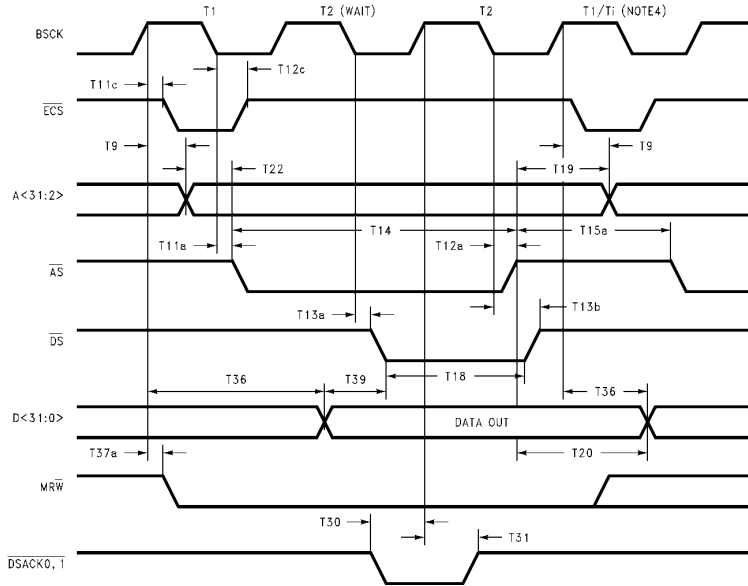 T1 T2 (WAIT) T2 T1/Ti (NOTE4)
BSCK
T11c T12c
ECS
T9 T22 T19 T9
A<31:2>
T11a T14 T12a T15a
AS
T13a T13b
DS
T36 T39 T18 T36
D<31:0> DATA OUT
T37a T20
MRW
T30 T31
DSACK0, 1